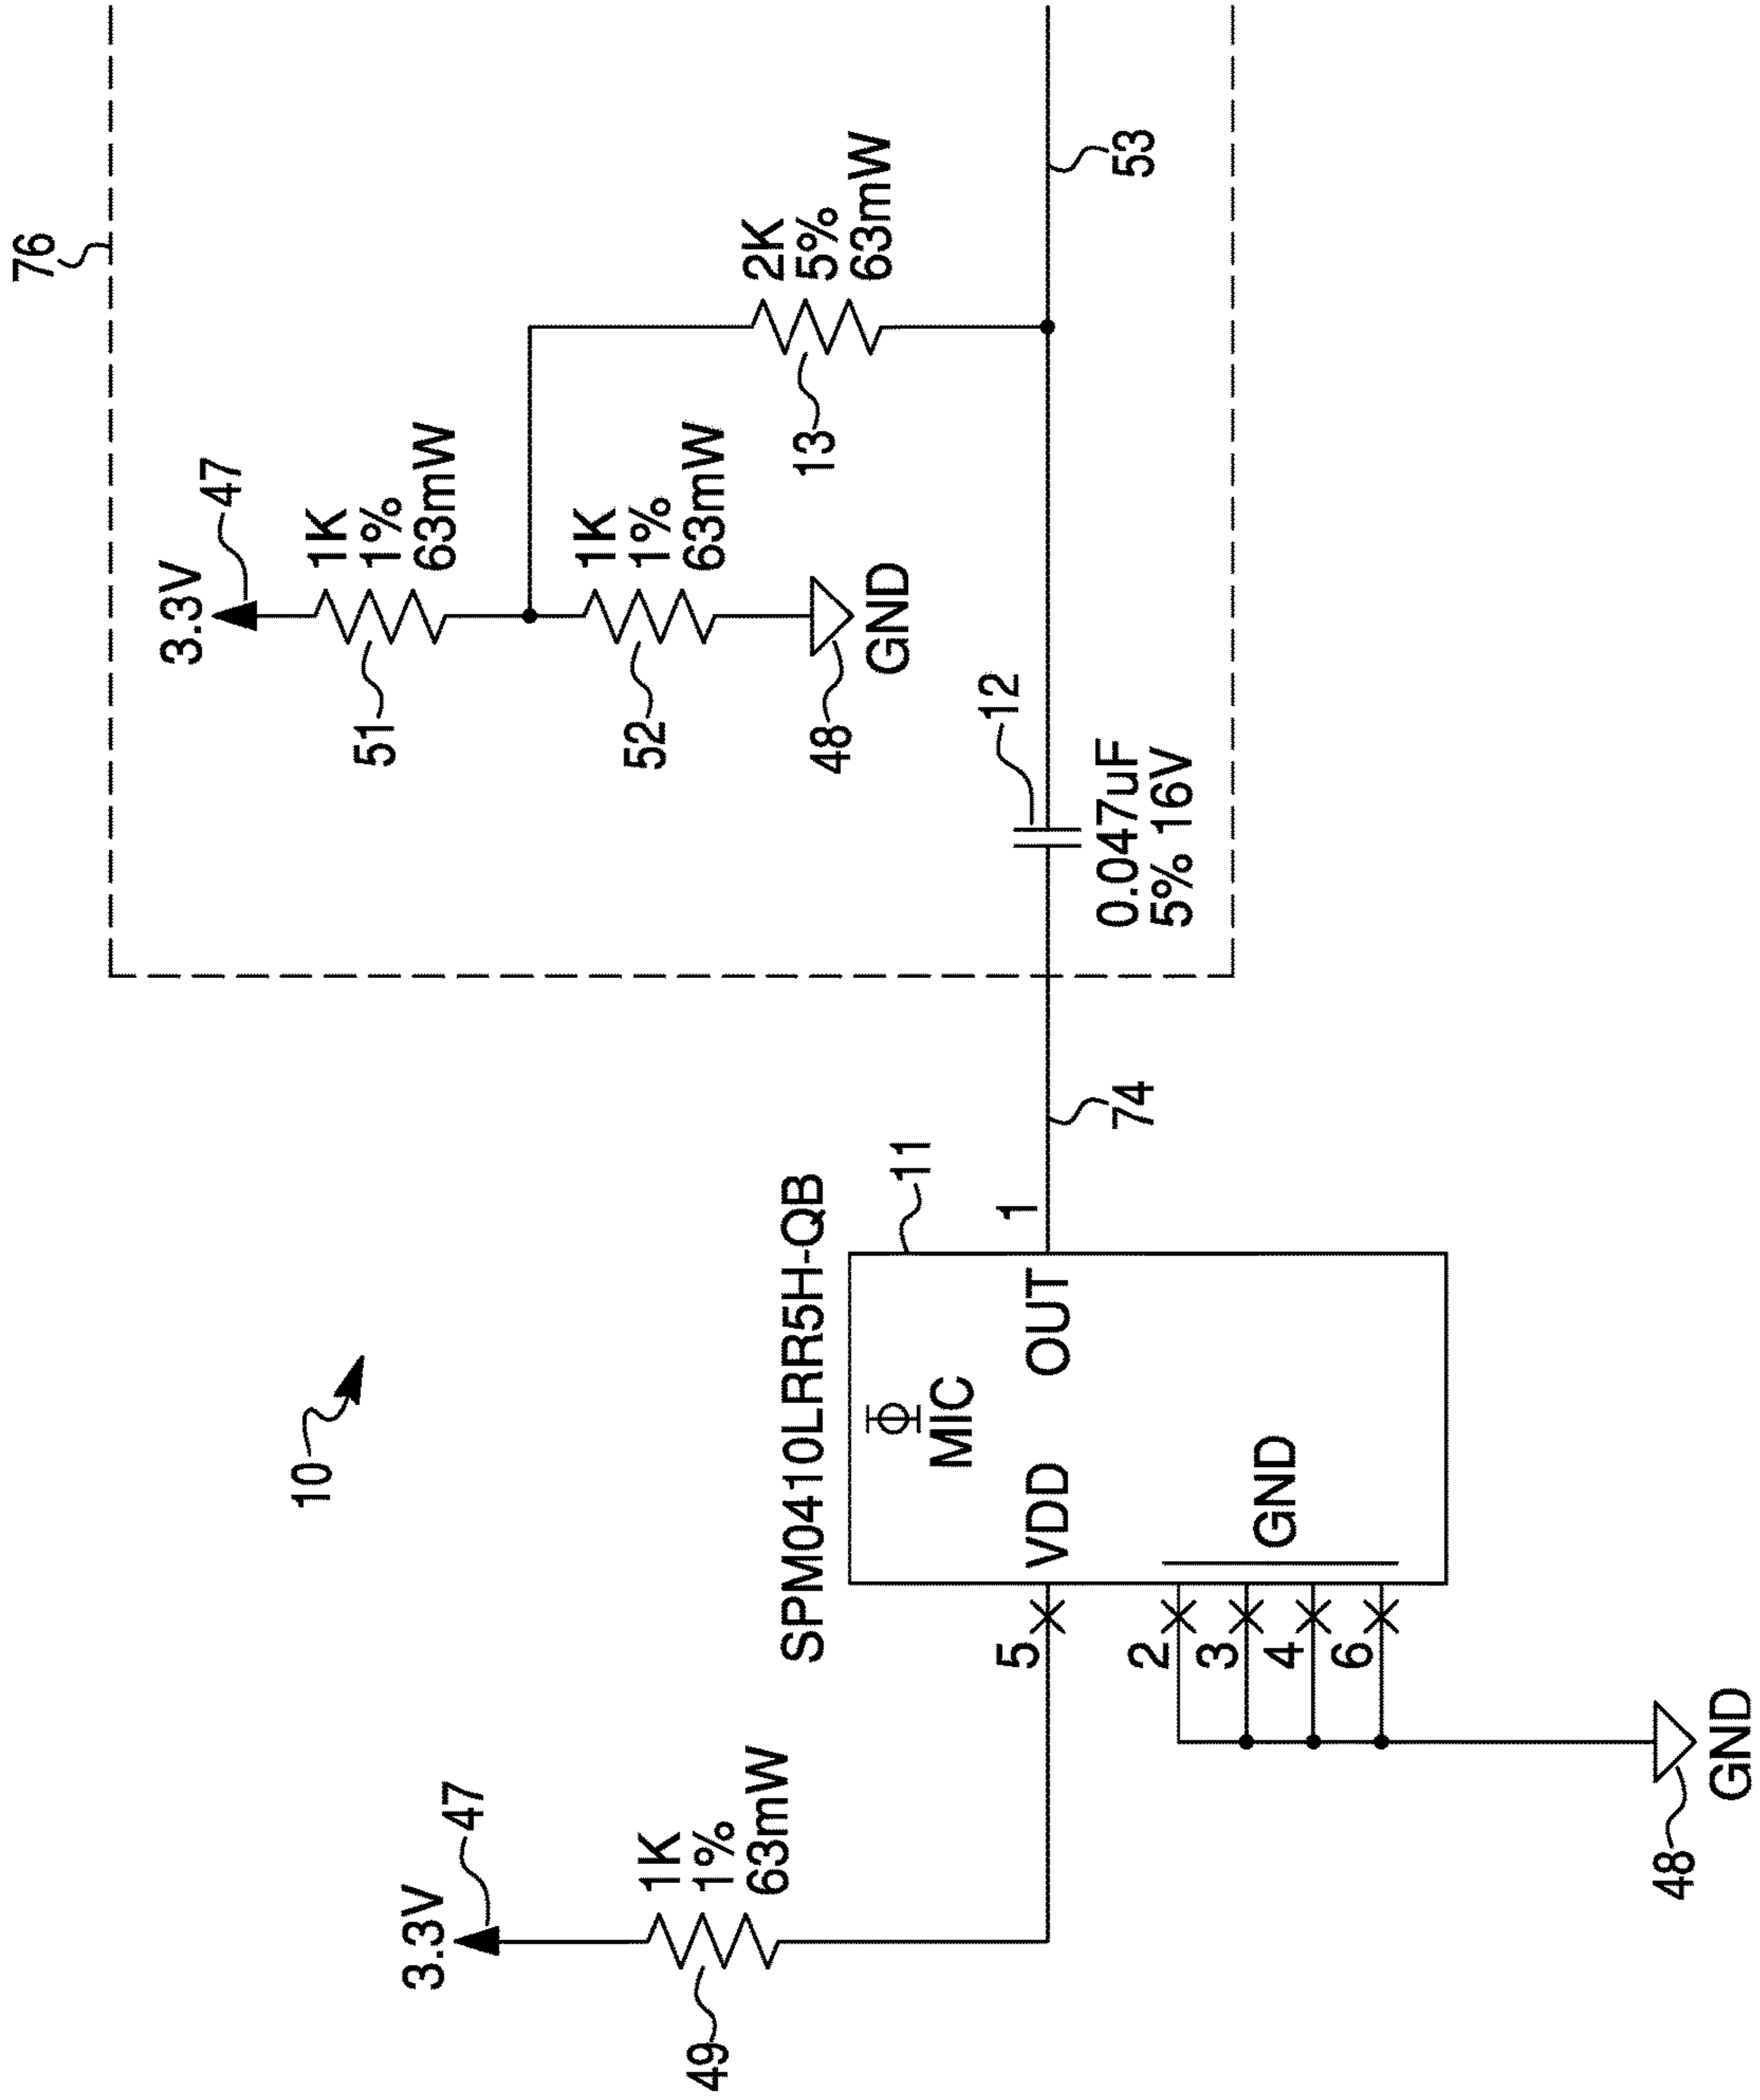 76
3.3V
47
1K
1%
63mW
51
1K
1%
63mW
52
48
GND
2K
5%
63mW
13
12
0.047uF
5% 16V
53
74
10
SPM0410LRR5H-QB
11
MIC
VDD
OUT
GND
1
5
2
3
4
6
3.3V
47
1K
1%
63mW
49
48
GND